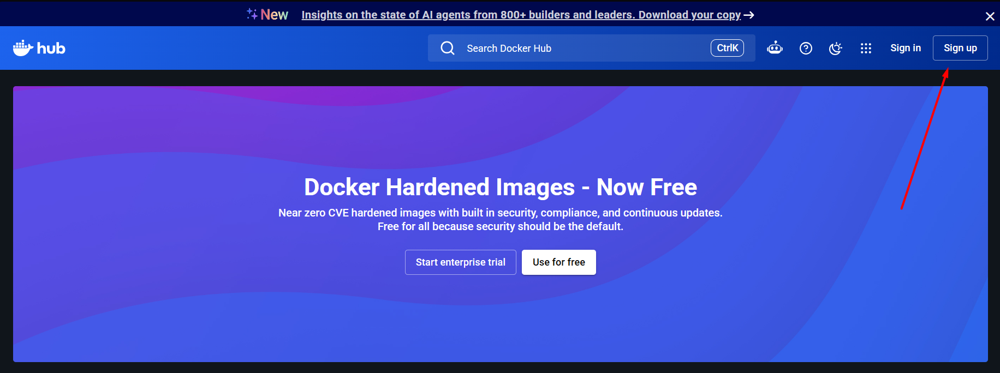 New Insights on the state of AI agents from 800+ builders and leaders. Download your copy
hub Search Docker Hub CtrlK Sign in Sign up
Docker Hardened Images - Now Free
Near zero CVE hardened images with built in security, compliance, and continuous updates.
Free for all because security should be the default.
Start enterprise trial Use for free